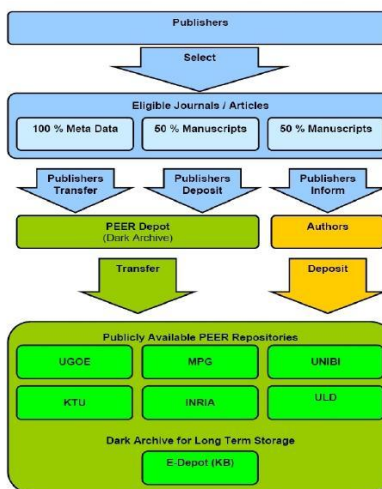 Publishers
Select
Eligible Journals / Articles
100 % Meta Data
50 % Manuscripts
50 % Manuscripts
Publishers
Transfer
Publishers
Deposit
Publishers
Inform
PEER Depot
(Dark Archive)
Authors
Transfer
Deposit
Publicly Available PEER Repositories
UGOE
MPG
UNIBI
KTU
INRIA
ULD
Dark Archive for Long Term Storage
E-Depot (KB)